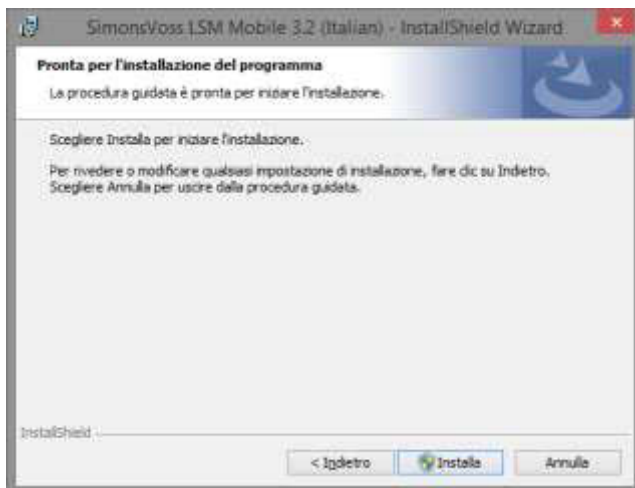 SimonsVoss LSM Mobile 3.2 (Italian) - InstallShield Wizard
Pronta per l'installazione del programma
La procedura guidata è pronta per iniziare l'installazione.
Scegliere Installa per iniziare l'installazione.
Per rivedere o modificare qualsiasi impostazione di installazione, fare clic su Indietro.
Scegliere Annulla per uscire dalla procedura guidata.
InstallShield
< Indietro
Installa
Annulla